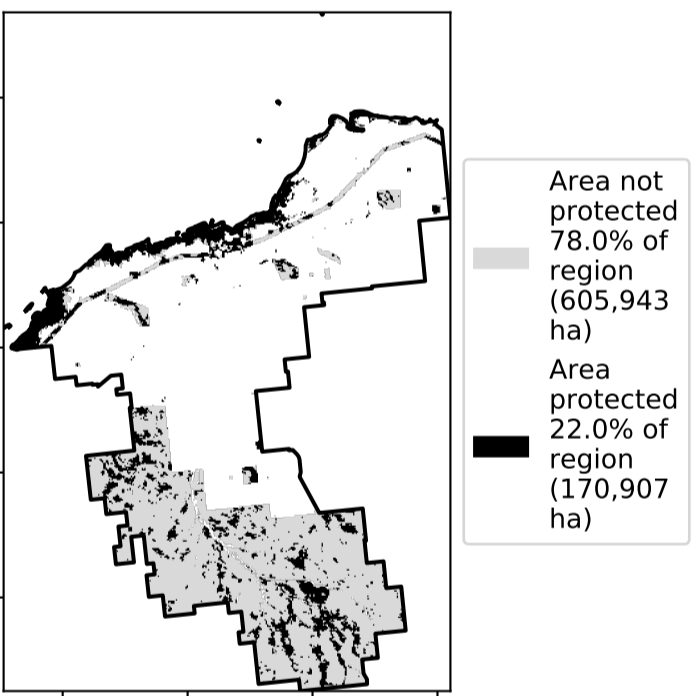 Area not
protected
78.0% of
region
(605,943
ha)
Area
protected
22.0% of
region
(170,907
ha)